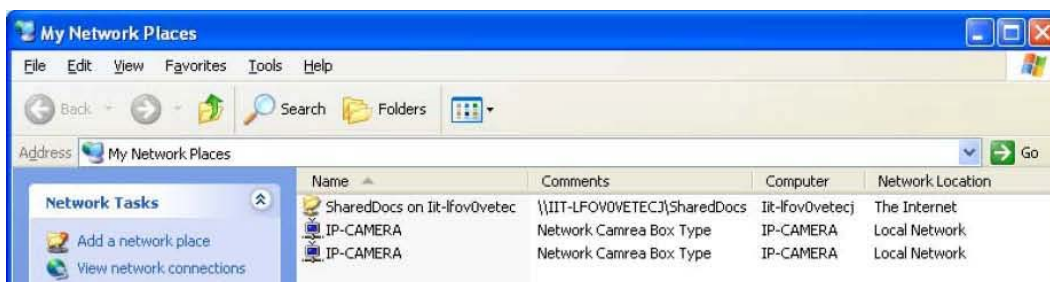 My Network Places
File Edit View Favorites Tools Help
Back Search Folders
Address My Network Places Go
Name Comments Computer Network Location
Network Tasks
SharedDocs on Iit-lfov0vetec \\IIT-LFOV0VETECJ\SharedDocs Iit-lfov0vetecj The Internet
Add a network place
IP-CAMERA Network Camrea Box Type IP-CAMERA Local Network
View network connections
IP-CAMERA Network Camrea Box Type IP-CAMERA Local Network